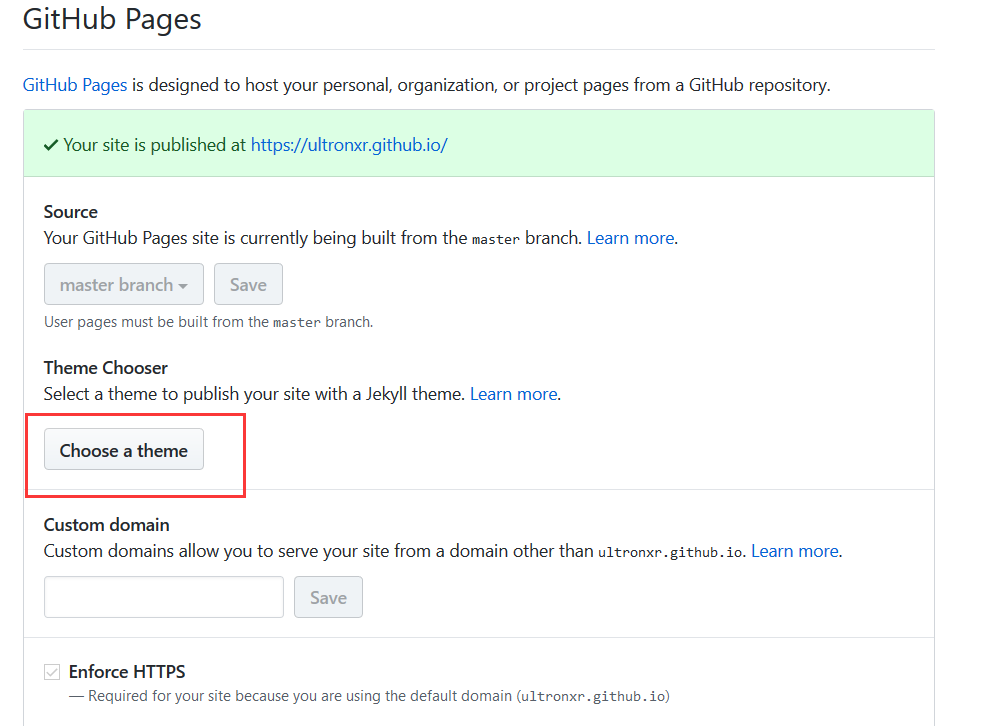 GitHub Pages
GitHub Pages is designed to host your personal, organization, or project pages from a GitHub repository.
✓ Your site is published at https://ultronxr.github.io/
Source
Your GitHub Pages site is currently being built from the master branch. Learn more.
master branch Save
User pages must be built from the master branch.
Theme Chooser
Select a theme to publish your site with a Jekyll theme. Learn more.
Choose a theme
Custom domain
Custom domains allow you to serve your site from a domain other than ultronxr.github.io. Learn more.
Save
Enforce HTTPS
— Required for your site because you are using the default domain (ultronxr.github.io)